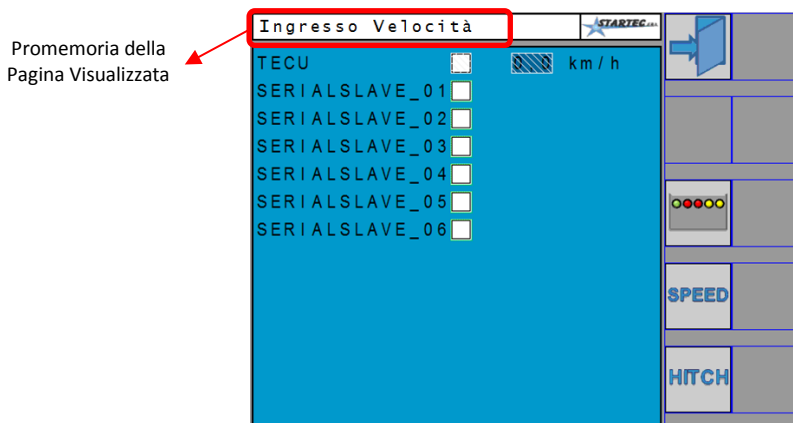 Ingresso Velocità
STARTEC s.r.l.
Promemoria della
Pagina Visualizzata
TECU km/h
SERIALSLAVE_01
SERIALSLAVE_02
SERIALSLAVE_03
SERIALSLAVE_04
SERIALSLAVE_05
SERIALSLAVE_06
SPEED
HITCH